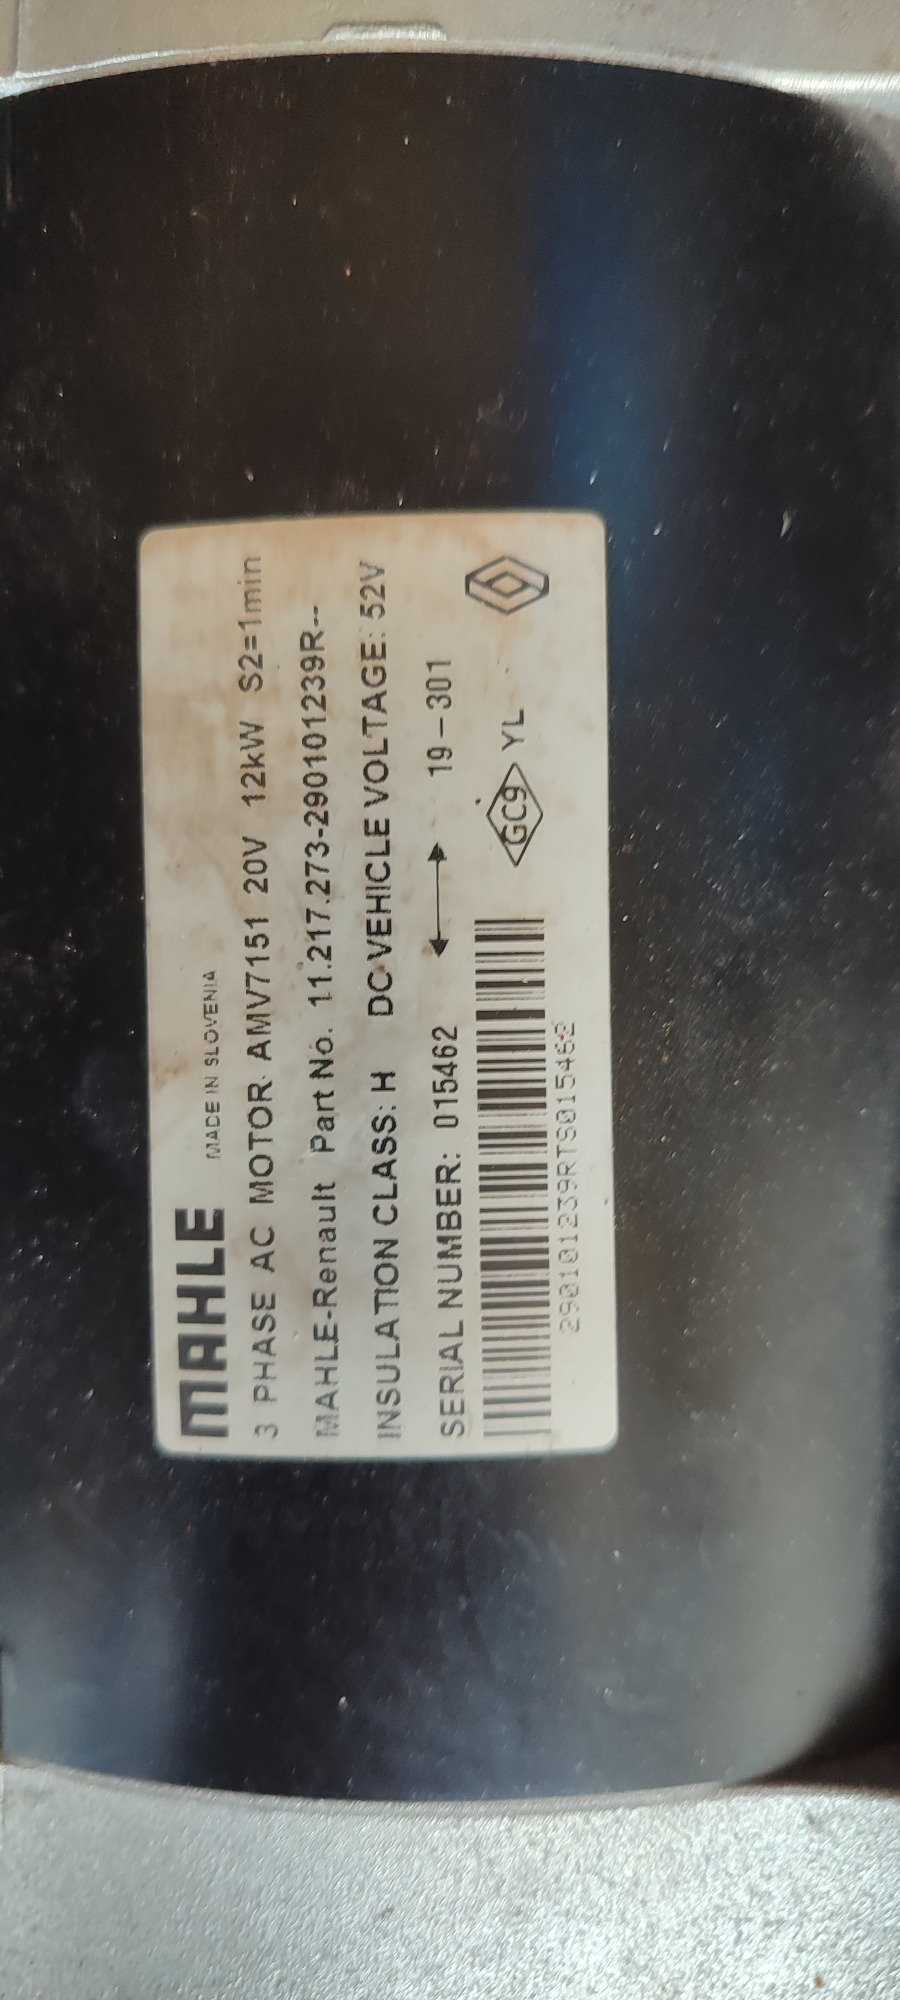 MAHLE MADE IN SLOVENIA
3 PHASE AC MOTOR AMV7151 20V 12kW S2=1min
MAHLE-Renault Part No. 11.217.273-290101239R--
INSULATION CLASS: H DC VEHICLE VOLTAGE: 52V
SERIAL NUMBER: 015462 19-301
GC9 YL
290101239RTS015462